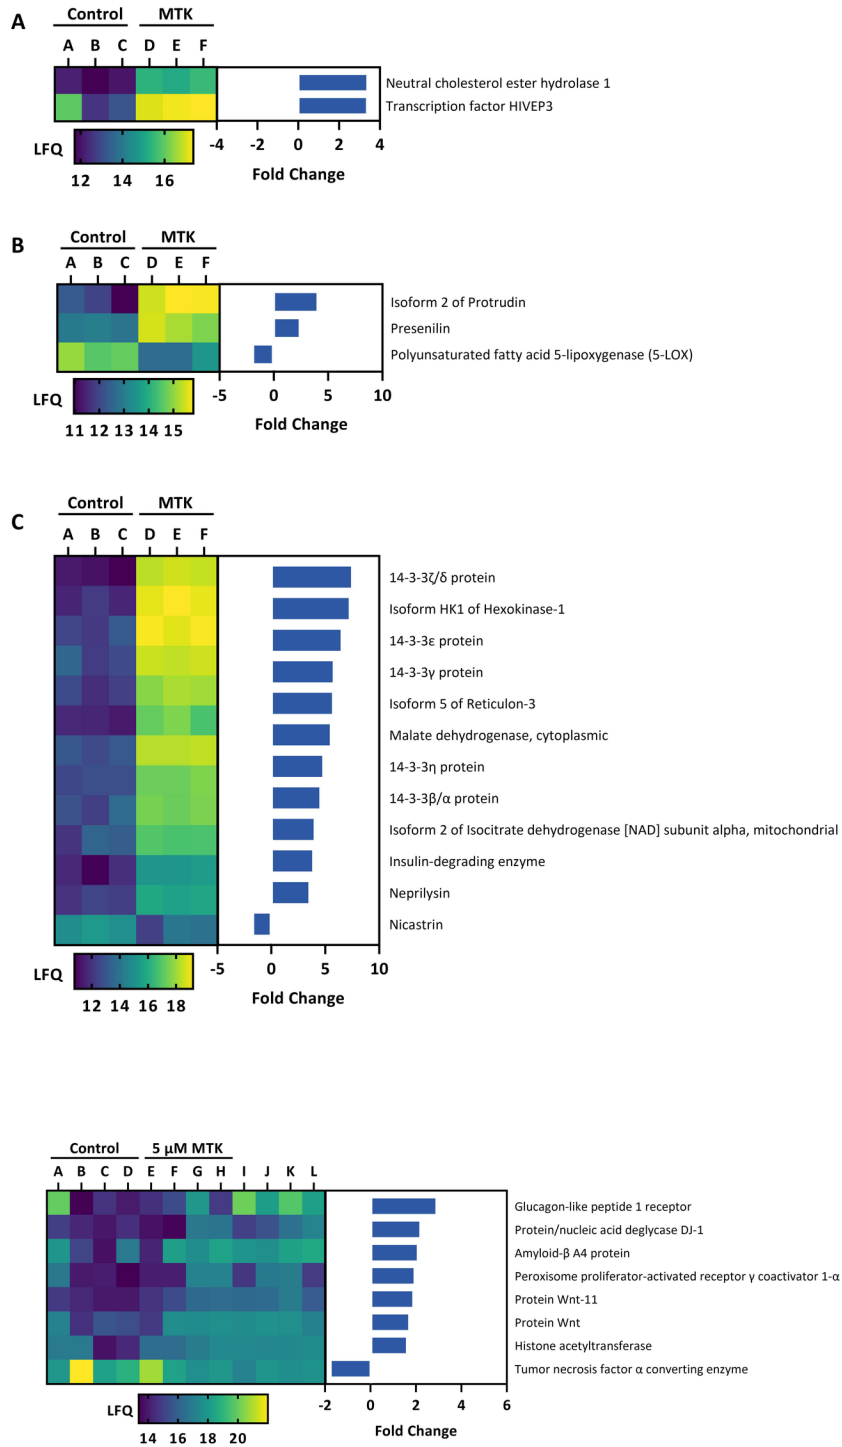 A
Control MTK
A B C D E F
Neutral cholesterol ester hydrolase 1
Transcription factor HIVEP3
LFQ
12 14 16
-4 -2 0 2 4
Fold Change
B
Control MTK
A B C D E F
Isoform 2 of Protrudin
Presenilin
Polyunsaturated fatty acid 5-lipoxygenase (5-LOX)
LFQ
11 12 13 14 15
-5 0 5 10
Fold Change
C
Control MTK
A B C D E F
14-3-3ζ/δ protein
Isoform HK1 of Hexokinase-1
14-3-3ε protein
14-3-3γ protein
Isoform 5 of Reticulon-3
Malate dehydrogenase, cytoplasmic
14-3-3η protein
14-3-3β/α protein
Isoform 2 of Isocitrate dehydrogenase [NAD] subunit alpha, mitochondrial
Insulin-degrading enzyme
Neprilysin
Nicastrin
LFQ
12 14 16 18
-5 0 5 10
Fold Change
Control 5 μM MTK
A B C D E F G H I J K L
Glucagon-like peptide 1 receptor
Protein/nucleic acid deglycase DJ-1
Amyloid-β A4 protein
Peroxisome proliferator-activated receptor γ coactivator 1-α
Protein Wnt-11
Protein Wnt
Histone acetyltransferase
Tumor necrosis factor α converting enzyme
LFQ
14 16 18 20
-2 0 2 4 6
Fold Change